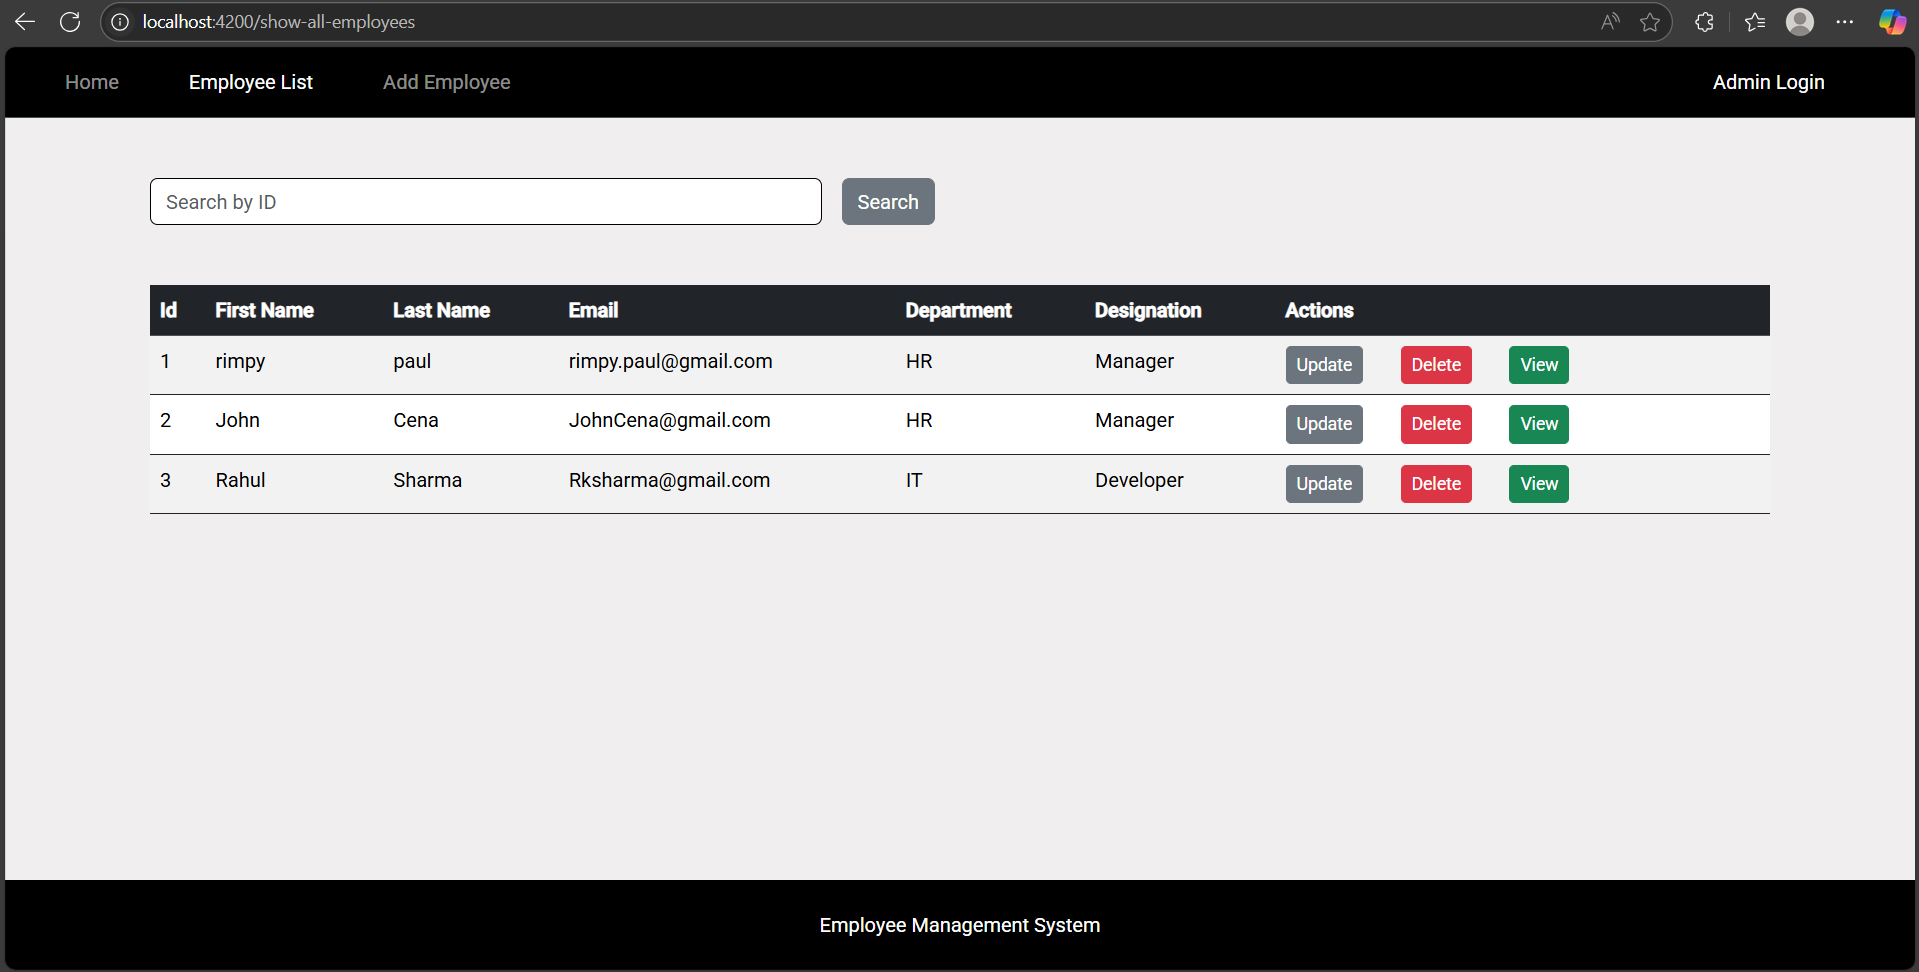 localhost:4200/show-all-employees
Home Employee List Add Employee Admin Login
Search by ID Search
Id First Name Last Name Email Department Designation Actions
1 rimpy paul rimpy.paul@gmail.com HR Manager Update Delete View
2 John Cena JohnCena@gmail.com HR Manager Update Delete View
3 Rahul Sharma Rksharma@gmail.com IT Developer Update Delete View
Employee Management System